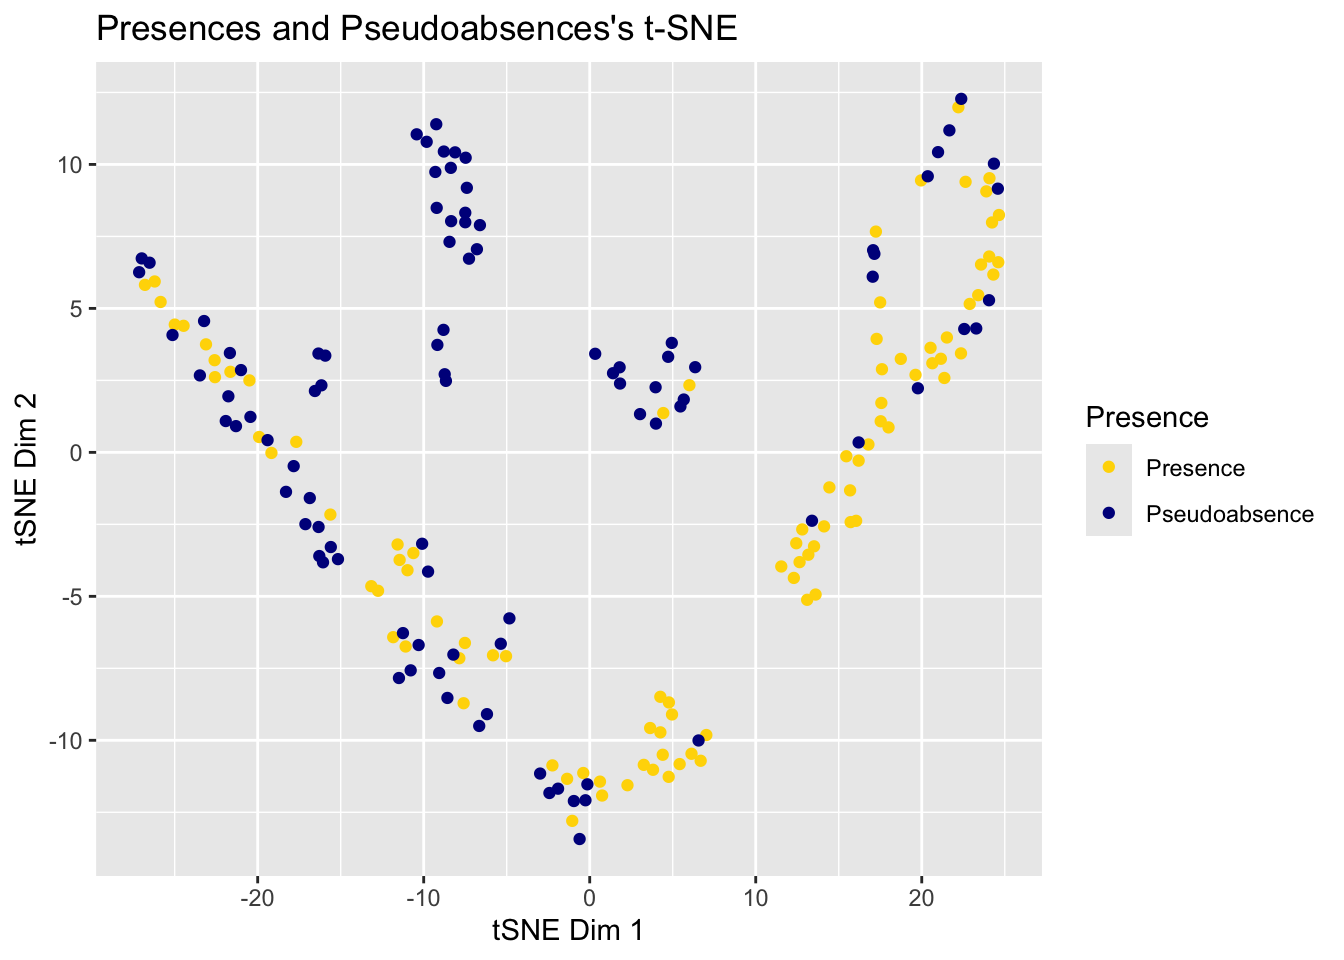 Presences and Pseudoabsences's t-SNE
10
5
0
-5
-10
tSNE Dim 2
-20
-10
0
10
20
tSNE Dim 1
Presence
Presence
Pseudoabsence